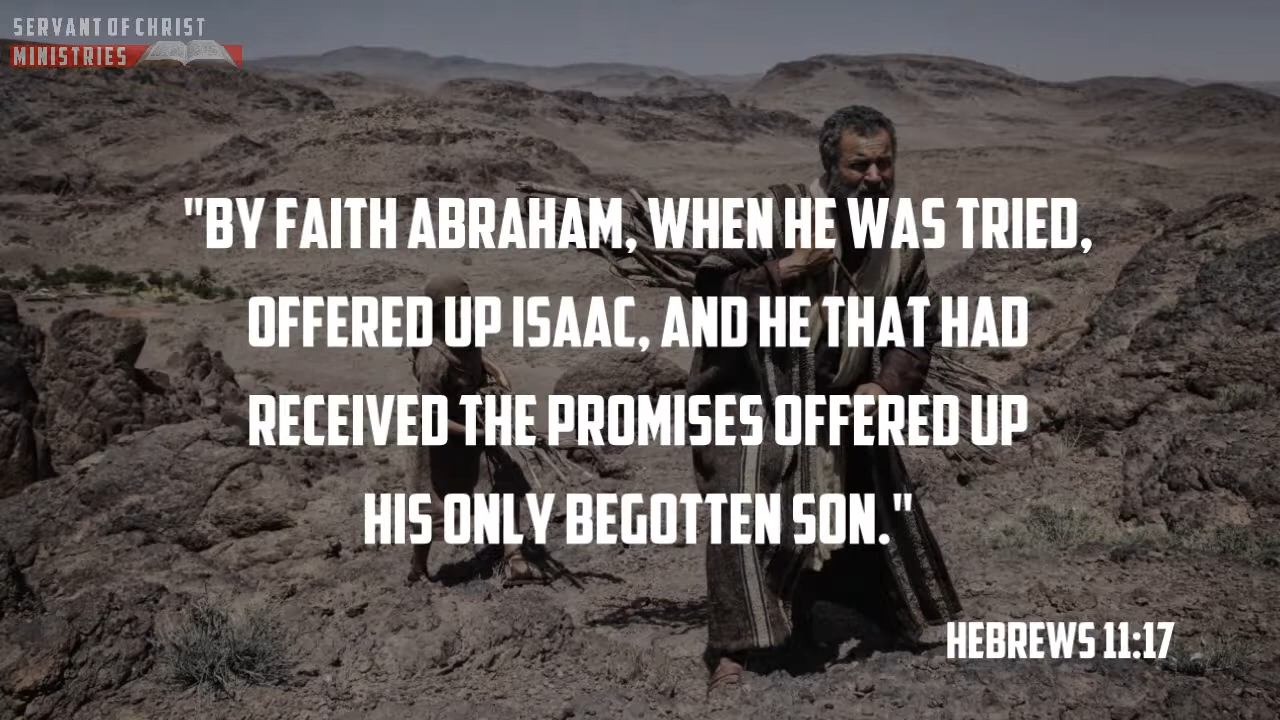 SERVANT OF CHRIST
MINISTRIES
"BY FAITH ABRAHAM, WHEN HE WAS TRIED,
OFFERED UP ISAAC, AND HE THAT HAD
RECEIVED THE PROMISES OFFERED UP
HIS ONLY BEGOTTEN SON."
HEBREWS 11:17